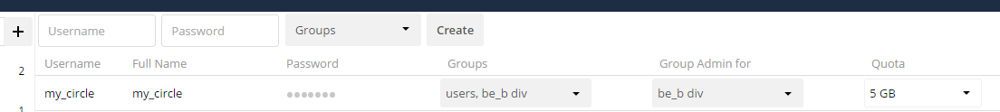 + Username Password Groups Create
2 Username Full Name Password Groups Group Admin for Quota
my_circle my_circle ●●●●●●● users, be_b div be_b div 5 GB
1